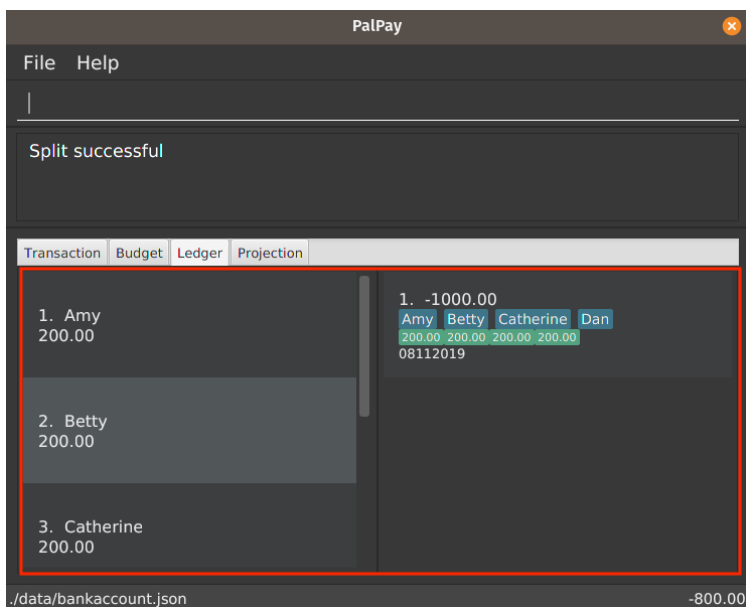 PalPay
File Help
Split successful
Transaction Budget Ledger Projection
1. Amy
200.00
2. Betty
200.00
3. Catherine
200.00
1. -1000.00
Amy Betty Catherine Dan
200.00 200.00 200.00 200.00
08112019
./data/bankaccount.json -800.00